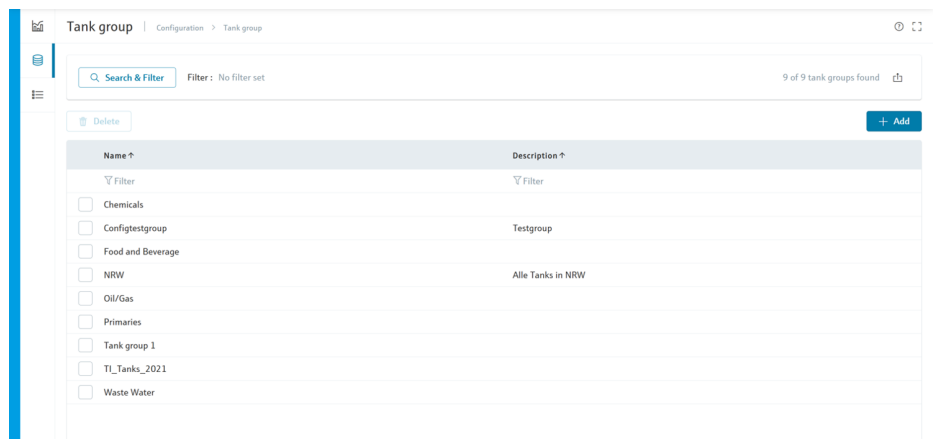 Tank group | Configuration > Tank group
Search & Filter Filter : No filter set 9 of 9 tank groups found
Delete + Add
Name ↑ Description ↑
Filter Filter
Chemicals
Configtestgroup Testgroup
Food and Beverage
NRW Alle Tanks in NRW
Oil/Gas
Primaries
Tank group 1
TI_Tanks_2021
Waste Water